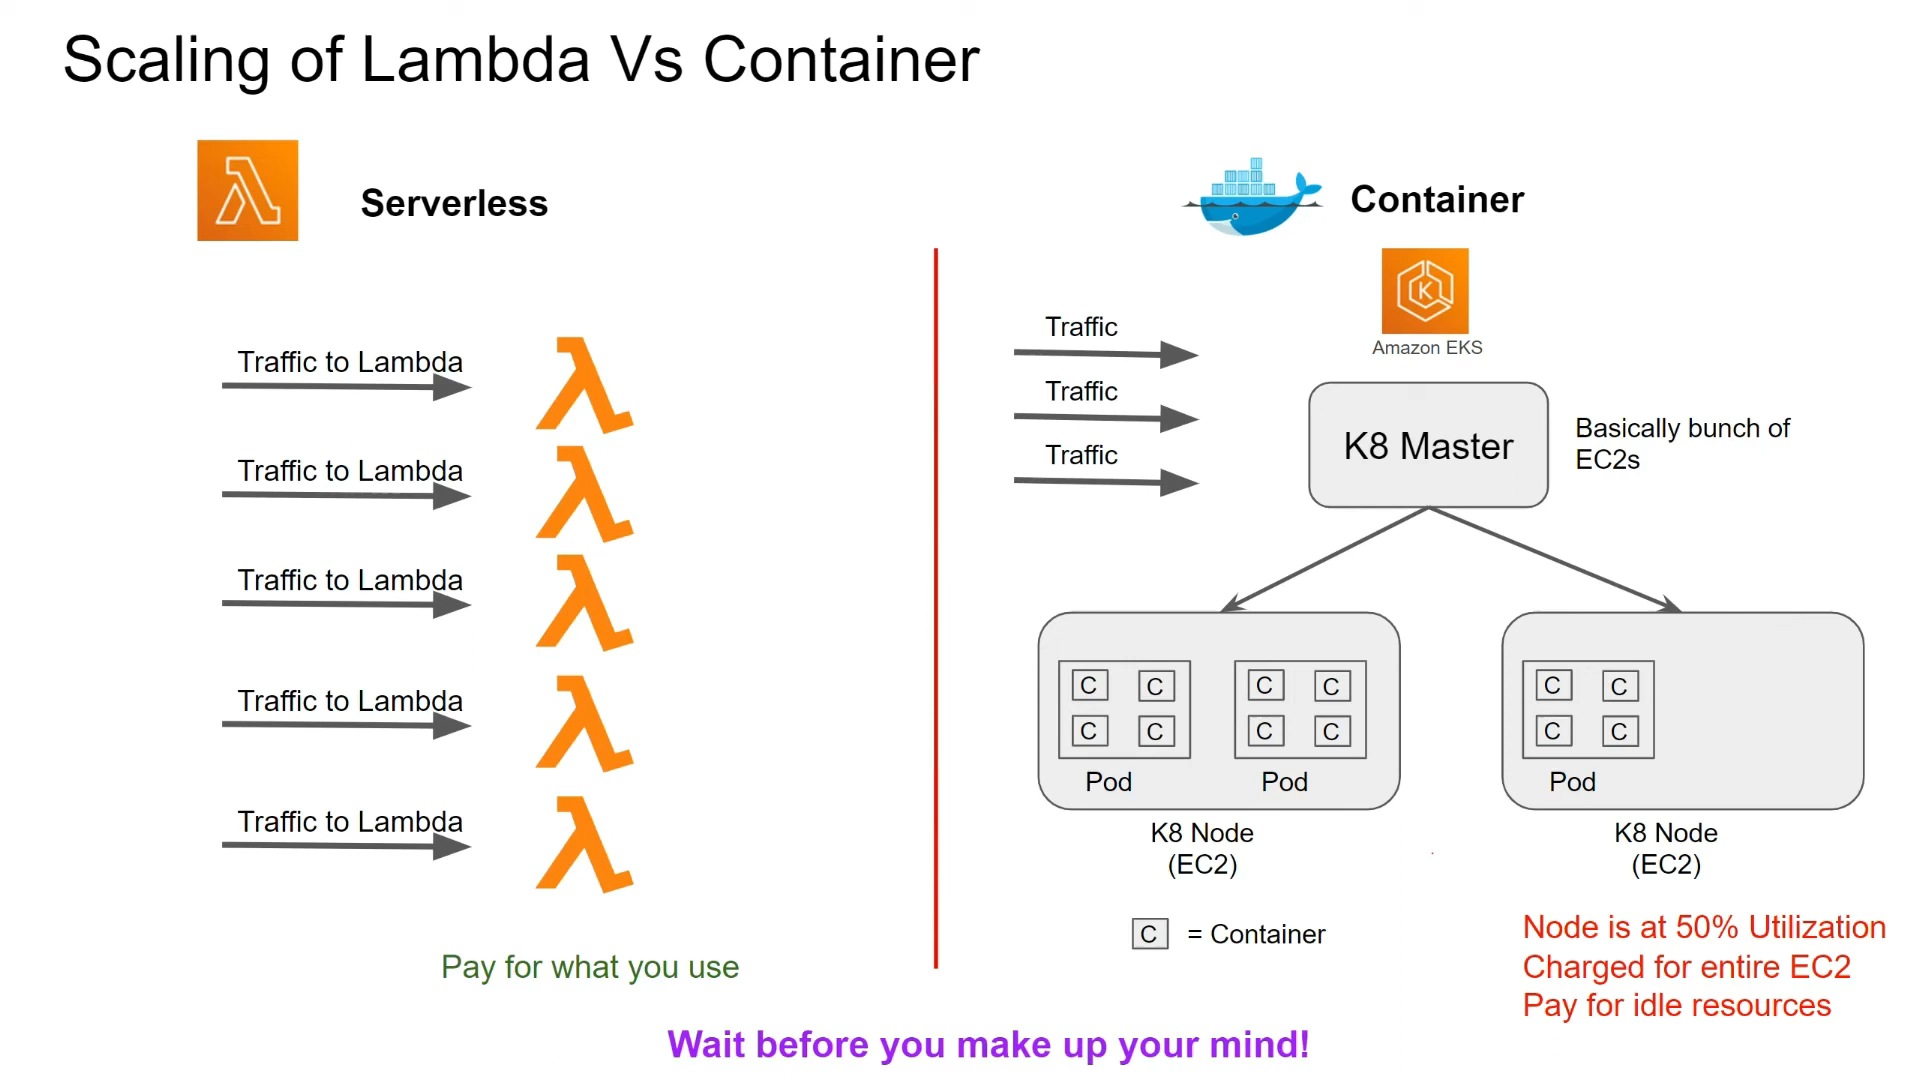 Scaling of Lambda Vs Container
Serverless
Traffic to Lambda
Traffic to Lambda
Traffic to Lambda
Traffic to Lambda
Traffic to Lambda
Pay for what you use
Container
K
Amazon EKS
Traffic
Traffic
Traffic
K8 Master
Basically bunch of
EC2s
C C
C C
Pod
C C
C C
Pod
K8 Node
(EC2)
C C
C C
Pod
K8 Node
(EC2)
C = Container
Node is at 50% Utilization
Charged for entire EC2
Pay for idle resources
Wait before you make up your mind!